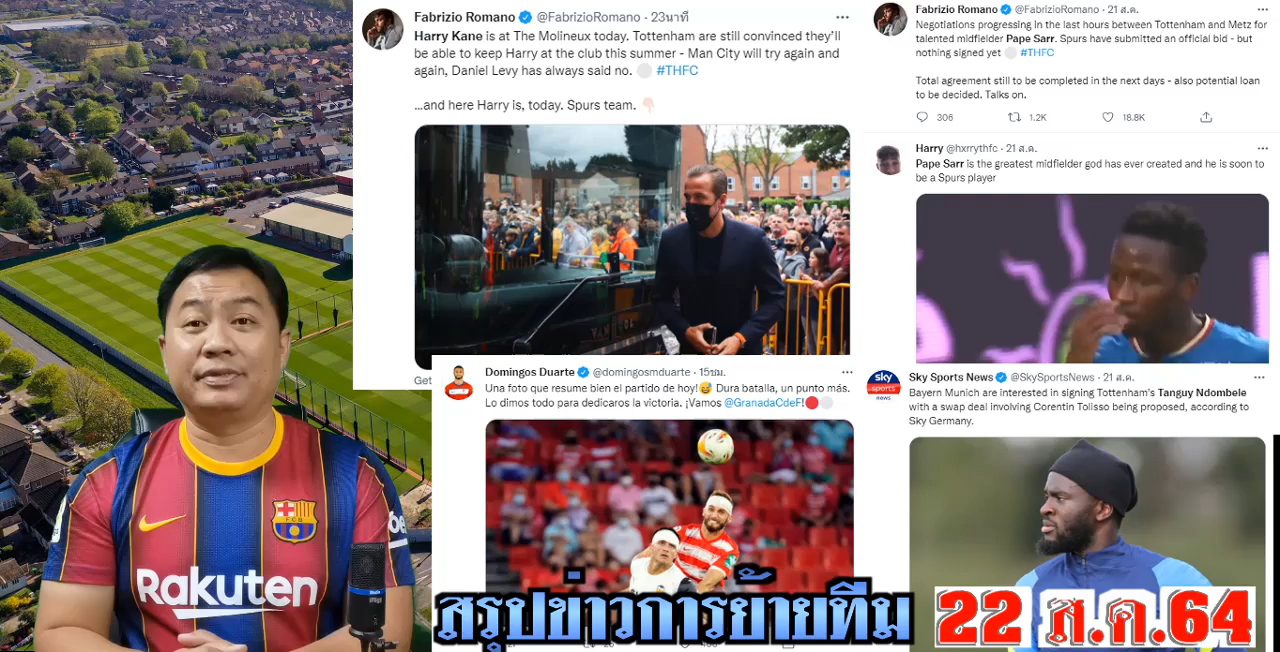 Fabrizio Romano @FabrizioRomano · 23นาที
Harry Kane is at The Molineux today. Tottenham are still convinced they'll
be able to keep Harry at the club this summer - Man City will try again and
again, Daniel Levy has always said no. ⚪ #THFC
...and here Harry is, today. Spurs team. 👇🏻
Get
Domingos Duarte @domingosmduarte · 15ชม.
Una foto que resume bien el partido de hoy!😅 Dura batalla, un punto más.
Lo dimos todo para dedicaros la victoria. ¡Vamos @GranadaCdeF!🔴⚪
Fabrizio Romano @FabrizioRomano · 21 ส.ค.
Negotiations progressing in the last hours between Tottenham and Metz for
talented midfielder Pape Sarr. Spurs have submitted an official bid - but
nothing signed yet ⚪ #THFC
Total agreement still to be completed in the next days - also potential loan
to be decided. Talks on.
306 1.2K 18.8K
Harry @hxrrythfc · 21 ส.ค.
Pape Sarr is the greatest midfielder god has ever created and he is soon to
be a Spurs player
sky sports news
Sky Sports News @SkySportsNews · 21 ส.ค.
Bayern Munich are interested in signing Tottenham's Tanguy Ndombele
with a swap deal involving Corentin Tolisso being proposed, according to
Sky Germany.
FCB
Rakuten
สรุปข่าวการย้ายทีม 22 ส.ค.64